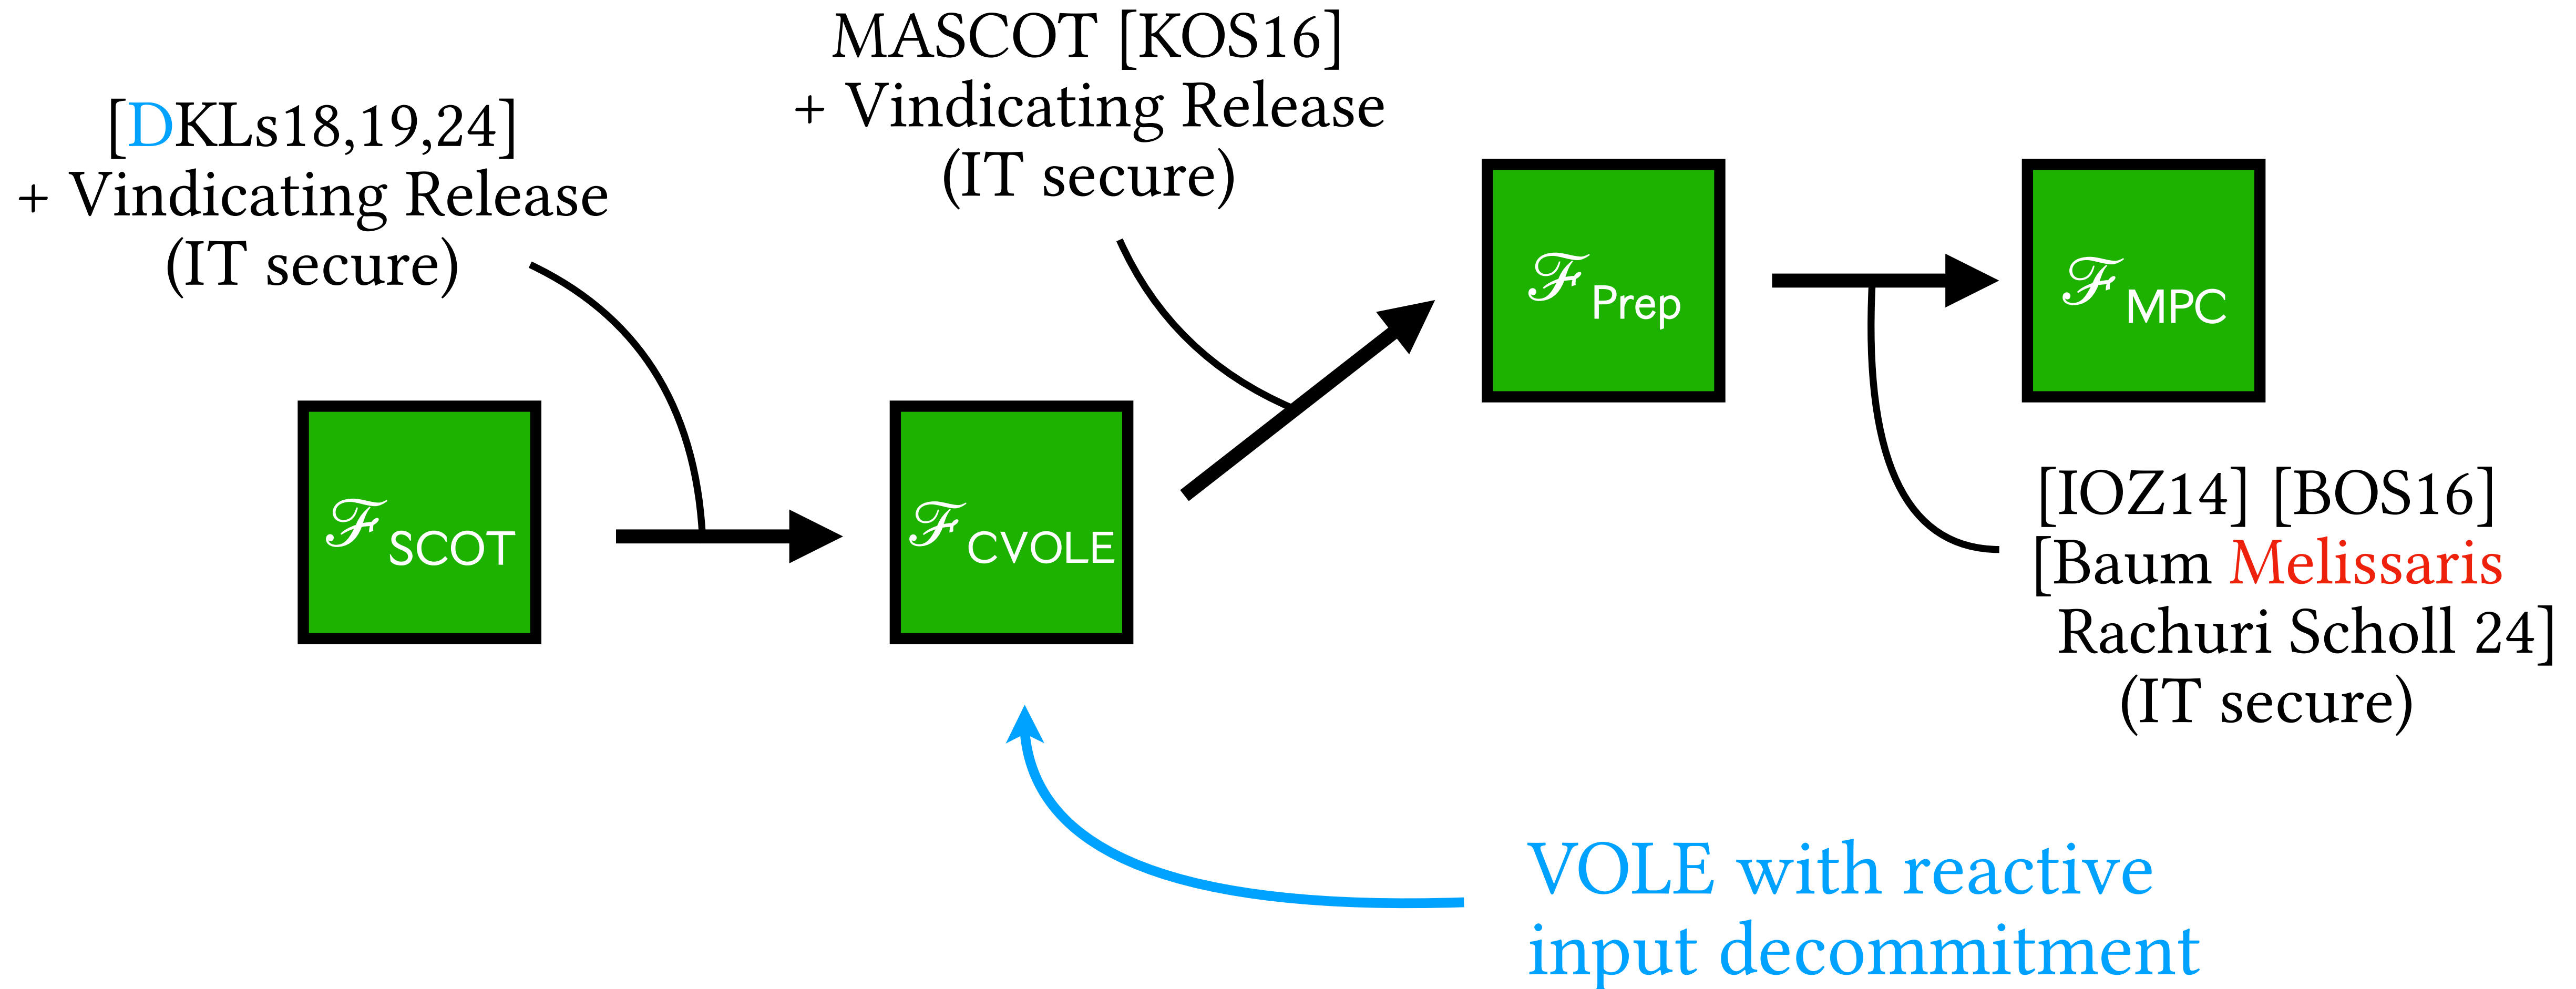 MASCOT [KOS16]
+ Vindicating Release
(IT secure)
[DKLs18,19,24]
+ Vindicating Release
(IT secure)
ℱ SCOT
ℱ CVOLE
ℱ Prep
ℱ MPC
[IOZ14] [BOS16]
[Baum Melissaris
Rachuri Scholl 24]
(IT secure)
VOLE with reactive
input decommitment